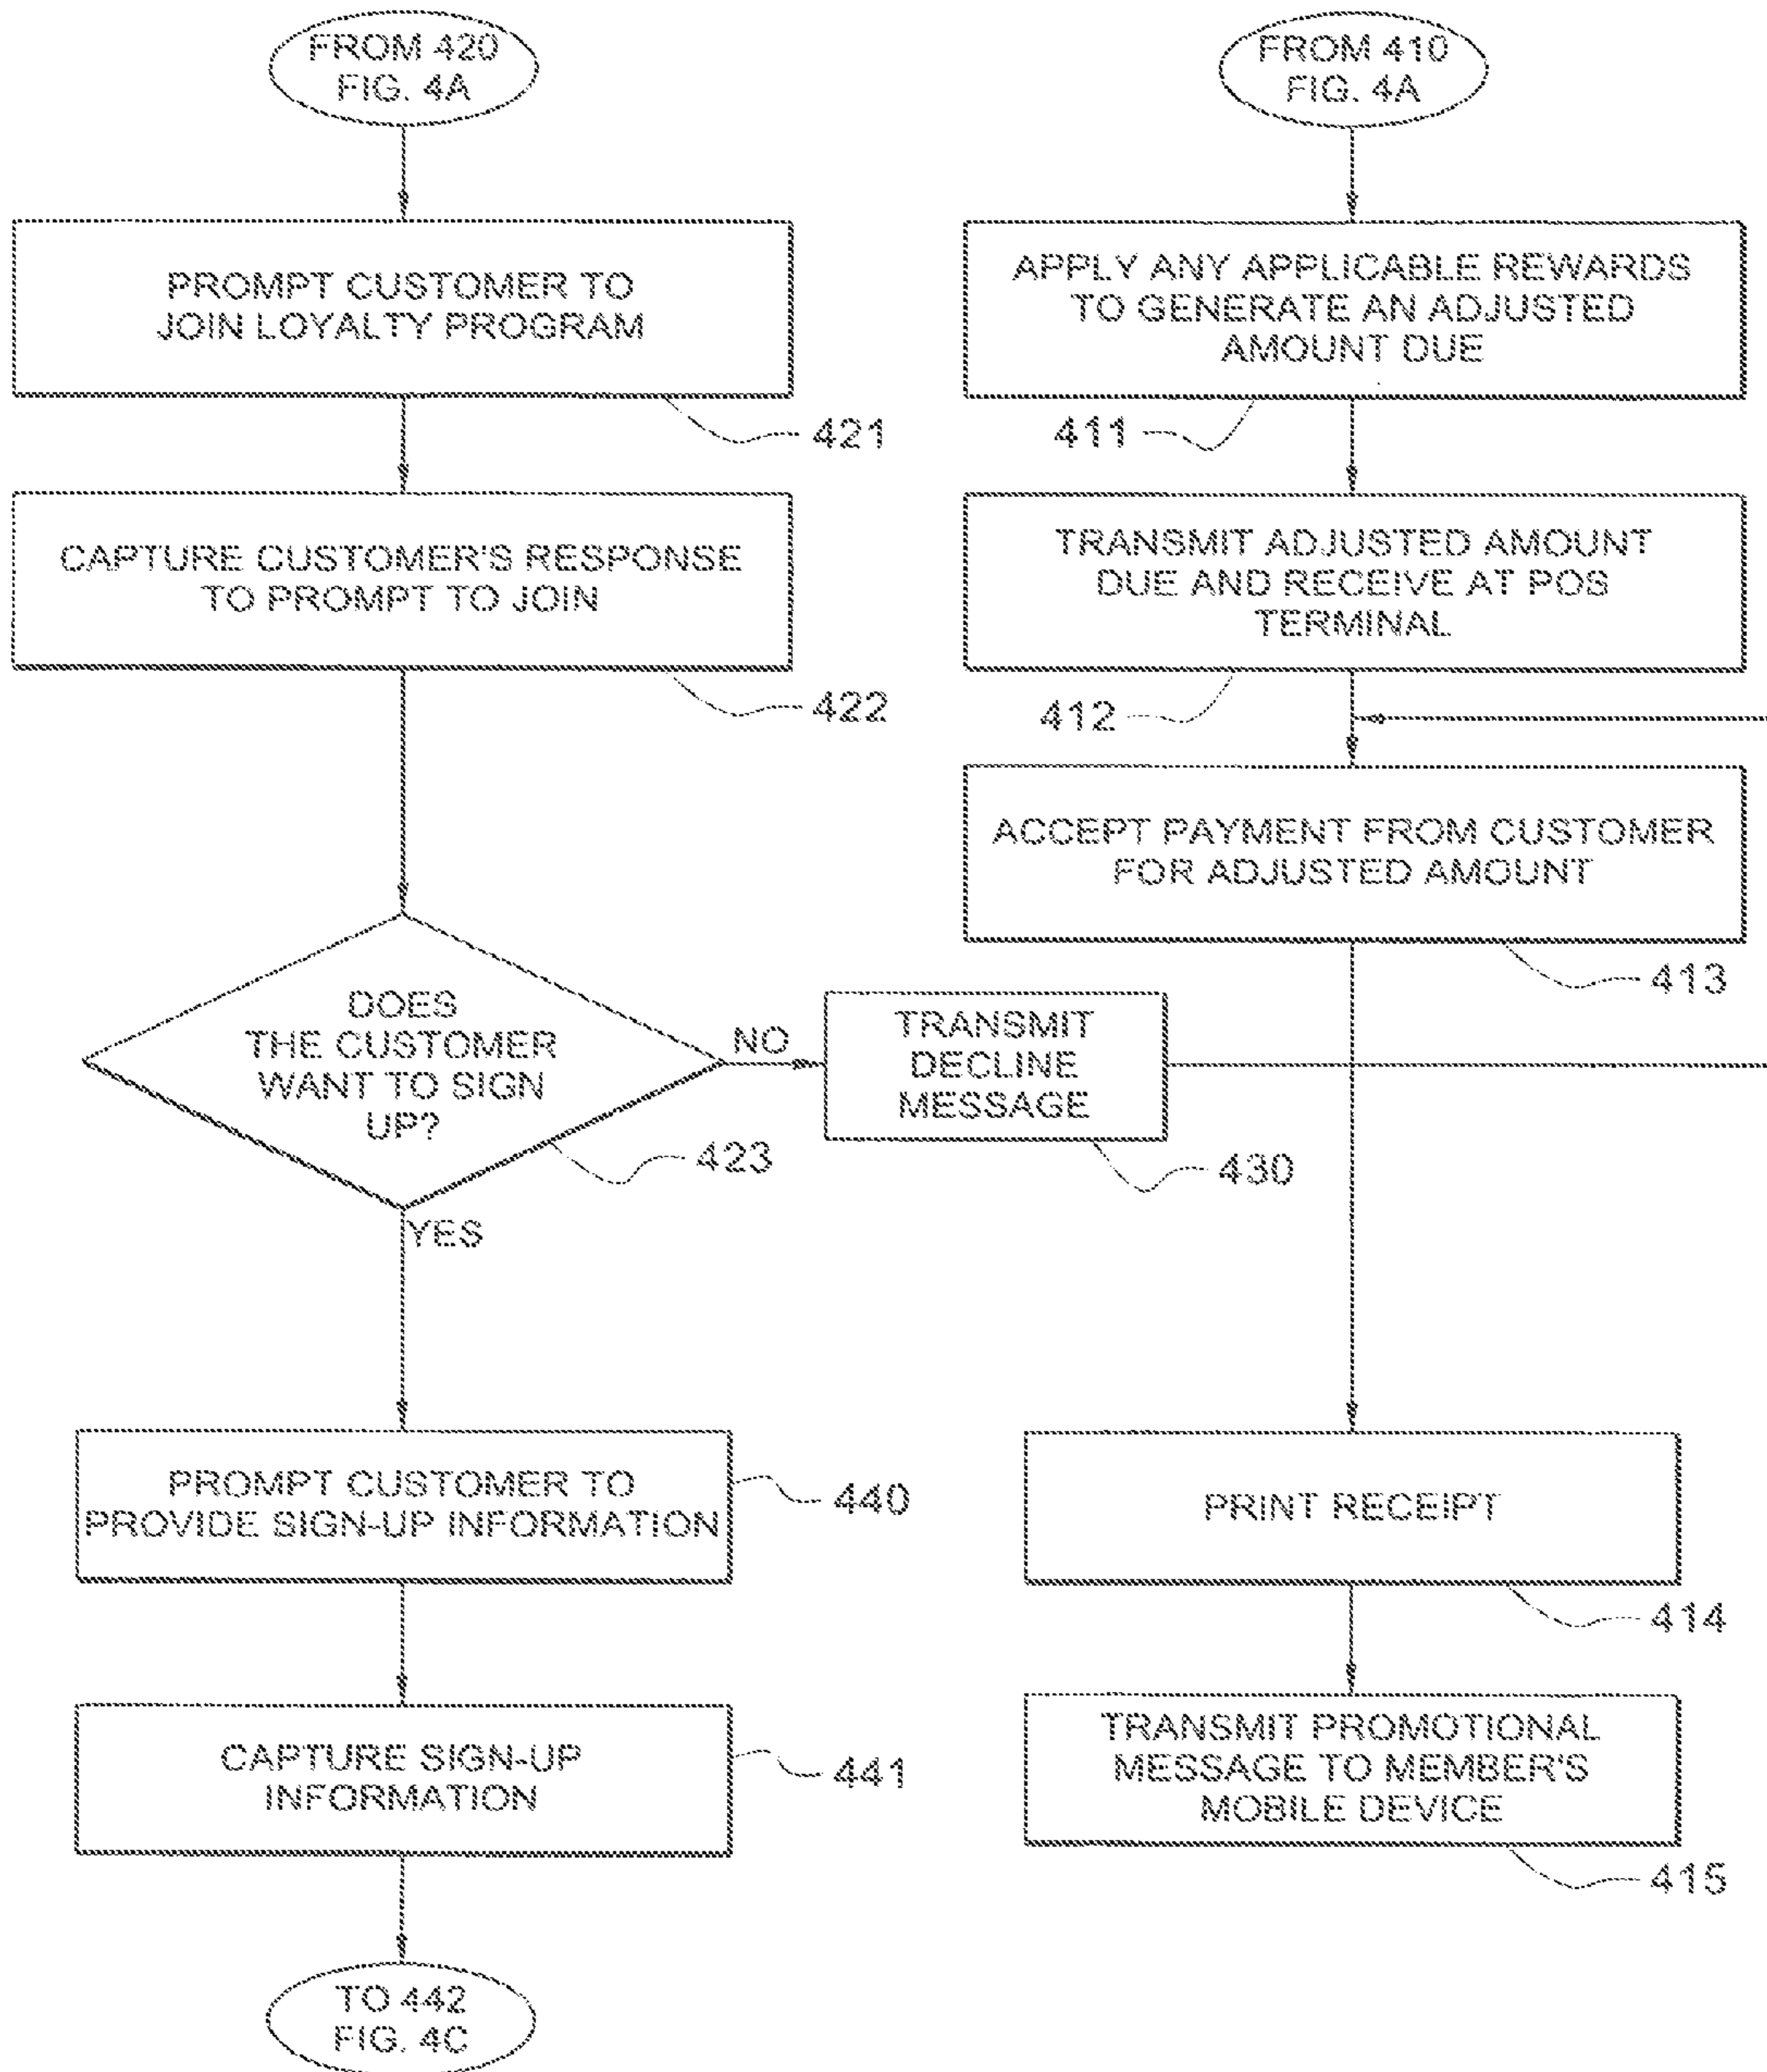 FROM 420
FIG. 4A
PROMPT CUSTOMER TO
JOIN LOYALTY PROGRAM
421
CAPTURE CUSTOMER'S RESPONSE
TO PROMPT TO JOIN
422
DOES
THE CUSTOMER
WANT TO SIGN
UP?
423
NO
TRANSMIT
DECLINE
MESSAGE
430
YES
PROMPT CUSTOMER TO
PROVIDE SIGN-UP INFORMATION
440
CAPTURE SIGN-UP
INFORMATION
441
TO 442
FIG. 4C
FROM 410
FIG. 4A
APPLY ANY APPLICABLE REWARDS
TO GENERATE AN ADJUSTED
AMOUNT DUE
411
TRANSMIT ADJUSTED AMOUNT
DUE AND RECEIVE AT POS
TERMINAL
412
ACCEPT PAYMENT FROM CUSTOMER
FOR ADJUSTED AMOUNT
413
PRINT RECEIPT
414
TRANSMIT PROMOTIONAL
MESSAGE TO MEMBER'S
MOBILE DEVICE
415